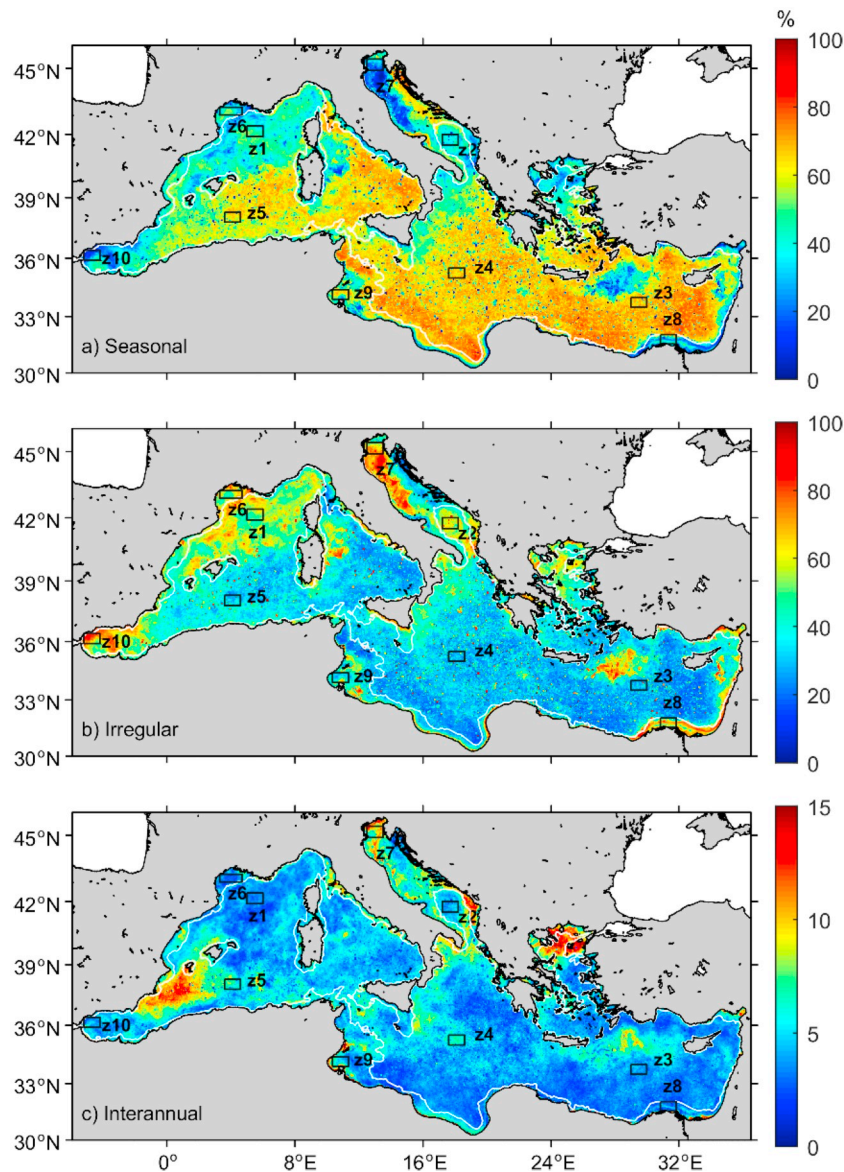 %
45°N
42°N
39°N
36°N
33°N
30°N
z7
z6
z1
z2
z5
z10
z4
z9
z3
z8
a) Seasonal
100
80
60
40
20
0
45°N
42°N
39°N
36°N
33°N
30°N
z7
z6
z1
z2
z5
z10
z4
z9
z3
z8
b) Irregular
100
80
60
40
20
0
45°N
42°N
39°N
36°N
33°N
30°N
z7
z6
z1
z2
z5
z10
z4
z9
z3
z8
c) Interannual
15
10
5
0
0° 8°E 16°E 24°E 32°E